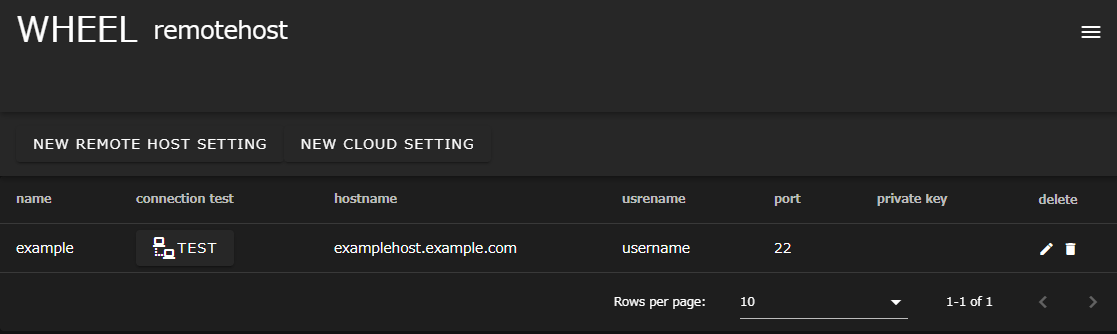 WHEEL remotehost
NEW REMOTE HOST SETTING NEW CLOUD SETTING
name connection test hostname usrename port private key delete
example TEST examplehost.example.com username 22
Rows per page: 10 1-1 of 1